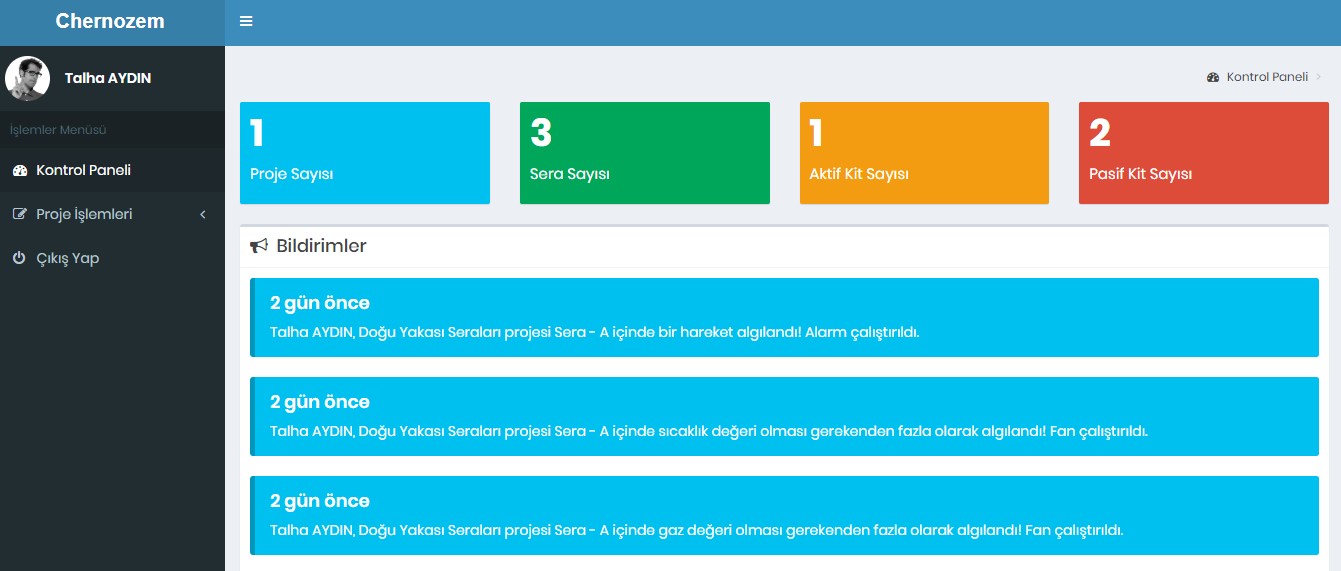 Chernozem
Talha AYDIN
İşlemler Menüsü
Kontrol Paneli
Proje İşlemleri
Çıkış Yap
Kontrol Paneli
1
Proje Sayısı
3
Sera Sayısı
1
Aktif Kit Sayısı
2
Pasif Kit Sayısı
Bildirimler
2 gün önce
Talha AYDIN, Doğu Yakası Seraları projesi Sera - A içinde bir hareket algılandı! Alarm çalıştırıldı.
2 gün önce
Talha AYDIN, Doğu Yakası Seraları projesi Sera - A içinde sıcaklık değeri olması gerekenden fazla olarak algılandı! Fan çalıştırıldı.
2 gün önce
Talha AYDIN, Doğu Yakası Seraları projesi Sera - A içinde gaz değeri olması gerekenden fazla olarak algılandı! Fan çalıştırıldı.